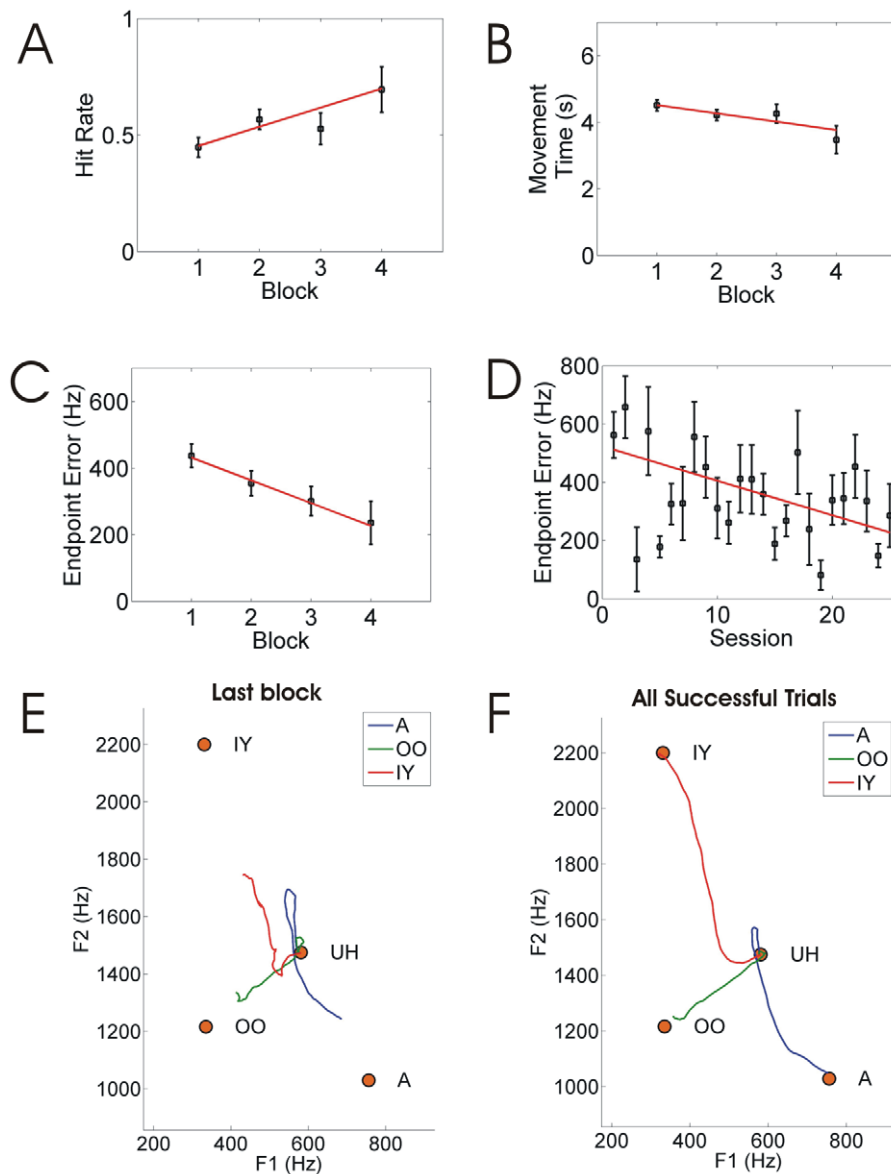 A
Hit Rate
1
0.5
0
1 2 3 4
Block
B
Movement
Time (s)
6
4
2
0
1 2 3 4
Block
C
Endpoint Error (Hz)
600
400
200
0
1 2 3 4
Block
D
Endpoint Error (Hz)
800
600
400
200
0
0 10 20
Session
E
Last block
A
OO
IY
F2 (Hz)
2200
2000
1800
1600
1400
1200
1000
IY
UH
OO
A
200 400 600 800
F1 (Hz)
F
All Successful Trials
A
OO
IY
F2 (Hz)
2200
2000
1800
1600
1400
1200
1000
IY
UH
OO
A
200 400 600 800
F1 (Hz)